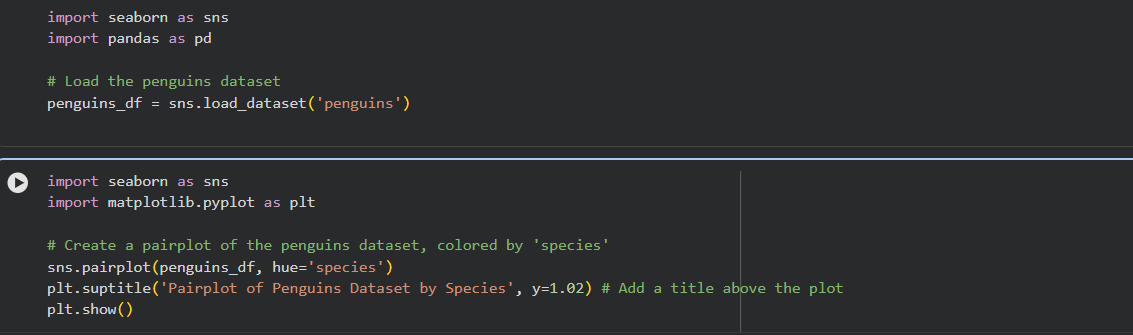 import seaborn as sns
import pandas as pd
# Load the penguins dataset
penguins_df = sns.load_dataset('penguins')
import seaborn as sns
import matplotlib.pyplot as plt
# Create a pairplot of the penguins dataset, colored by 'species'
sns.pairplot(penguins_df, hue='species')
plt.suptitle('Pairplot of Penguins Dataset by Species', y=1.02) # Add a title above the plot
plt.show()